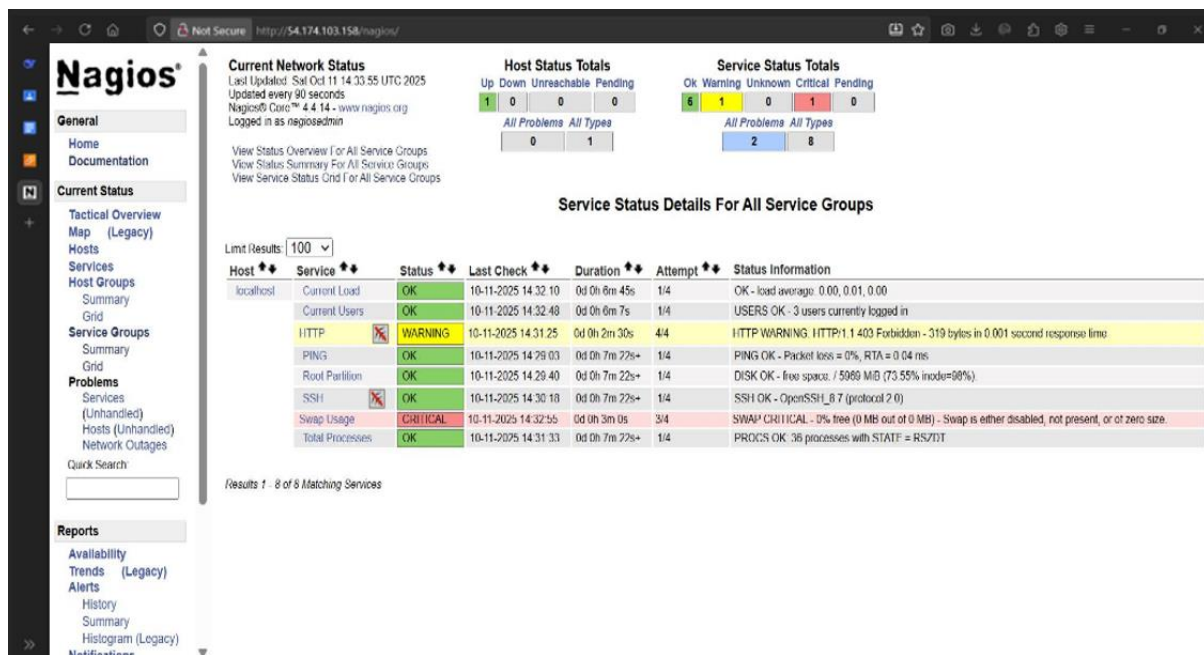 Not Secure http://54.174.103.158/nagios/
Nagios®
General
Home
Documentation
Current Status
Tactical Overview
Map (Legacy)
Hosts
Services
Host Groups
Summary
Grid
Service Groups
Summary
Grid
Problems
Services
(Unhandled)
Hosts (Unhandled)
Network Outages
Quick Search:
Reports
Availability
Trends (Legacy)
Alerts
History
Summary
Histogram (Legacy)
Notifications
Current Network Status
Last Updated: Sat Oct 11 14:33:55 UTC 2025
Updated every 90 seconds
Nagios® Core™ 4.4.14 - www.nagios.org
Logged in as nagiosadmin
View Status Overview For All Service Groups
View Status Summary For All Service Groups
View Service Status Grid For All Service Groups
Host Status Totals
Up Down Unreachable Pending
1 0 0 0
All Problems All Types
0 1
Service Status Totals
Ok Warning Unknown Critical Pending
6 1 0 1 0
All Problems All Types
2 8
Service Status Details For All Service Groups
Limit Results: 100
Host Service Status Last Check Duration Attempt Status Information
localhost Current Load OK 10-11-2025 14:32:10 0d 0h 6m 45s 1/4 OK - load average: 0.00, 0.01, 0.00
Current Users OK 10-11-2025 14:32:48 0d 0h 6m 7s 1/4 USERS OK - 3 users currently logged in
HTTP WARNING 10-11-2025 14:31:25 0d 0h 2m 30s 4/4 HTTP WARNING: HTTP/1.1 403 Forbidden - 319 bytes in 0.001 second response time
PING OK 10-11-2025 14:29:03 0d 0h 7m 22s+ 1/4 PING OK - Packet loss = 0%, RTA = 0.04 ms
Root Partition OK 10-11-2025 14:29:40 0d 0h 7m 22s+ 1/4 DISK OK - free space: / 5969 MiB (73.55% inode=98%):
SSH OK 10-11-2025 14:30:18 0d 0h 7m 22s+ 1/4 SSH OK - OpenSSH_8.7 (protocol 2.0)
Swap Usage CRITICAL 10-11-2025 14:32:55 0d 0h 3m 0s 3/4 SWAP CRITICAL - 0% free (0 MB out of 0 MB) - Swap is either disabled, not present, or of zero size.
Total Processes OK 10-11-2025 14:31:33 0d 0h 7m 22s+ 1/4 PROCS OK: 36 processes with STATE = RSZDT
Results 1 - 8 of 8 Matching Services